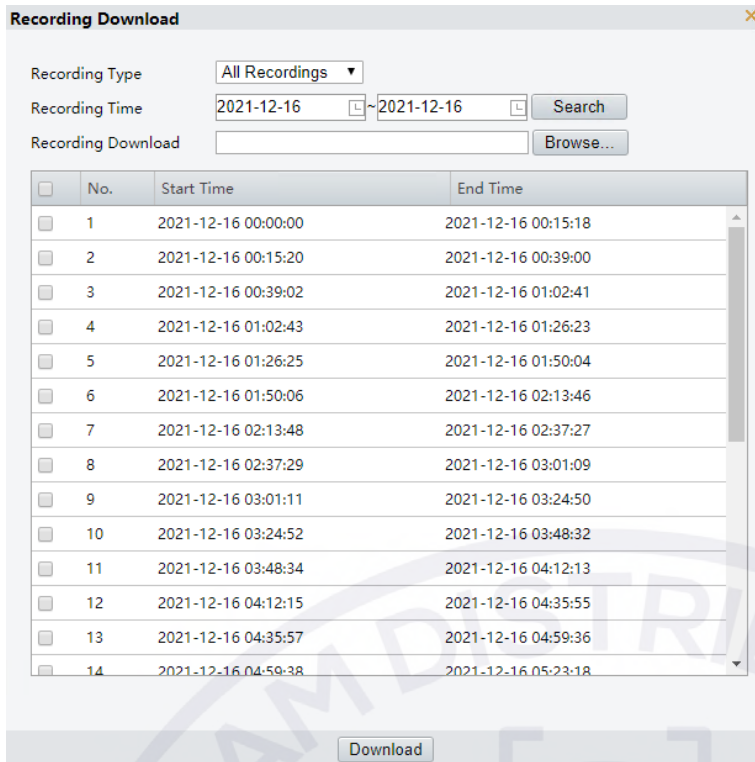 Recording Download
Recording Type All Recordings
Recording Time 2021-12-16 ~ 2021-12-16 Search
Recording Download Browse...
No. Start Time End Time
1 2021-12-16 00:00:00 2021-12-16 00:15:18
2 2021-12-16 00:15:20 2021-12-16 00:39:00
3 2021-12-16 00:39:02 2021-12-16 01:02:41
4 2021-12-16 01:02:43 2021-12-16 01:26:23
5 2021-12-16 01:26:25 2021-12-16 01:50:04
6 2021-12-16 01:50:06 2021-12-16 02:13:46
7 2021-12-16 02:13:48 2021-12-16 02:37:27
8 2021-12-16 02:37:29 2021-12-16 03:01:09
9 2021-12-16 03:01:11 2021-12-16 03:24:50
10 2021-12-16 03:24:52 2021-12-16 03:48:32
11 2021-12-16 03:48:34 2021-12-16 04:12:13
12 2021-12-16 04:12:15 2021-12-16 04:35:55
13 2021-12-16 04:35:57 2021-12-16 04:59:36
14 2021-12-16 04:59:38 2021-12-16 05:23:18
Download